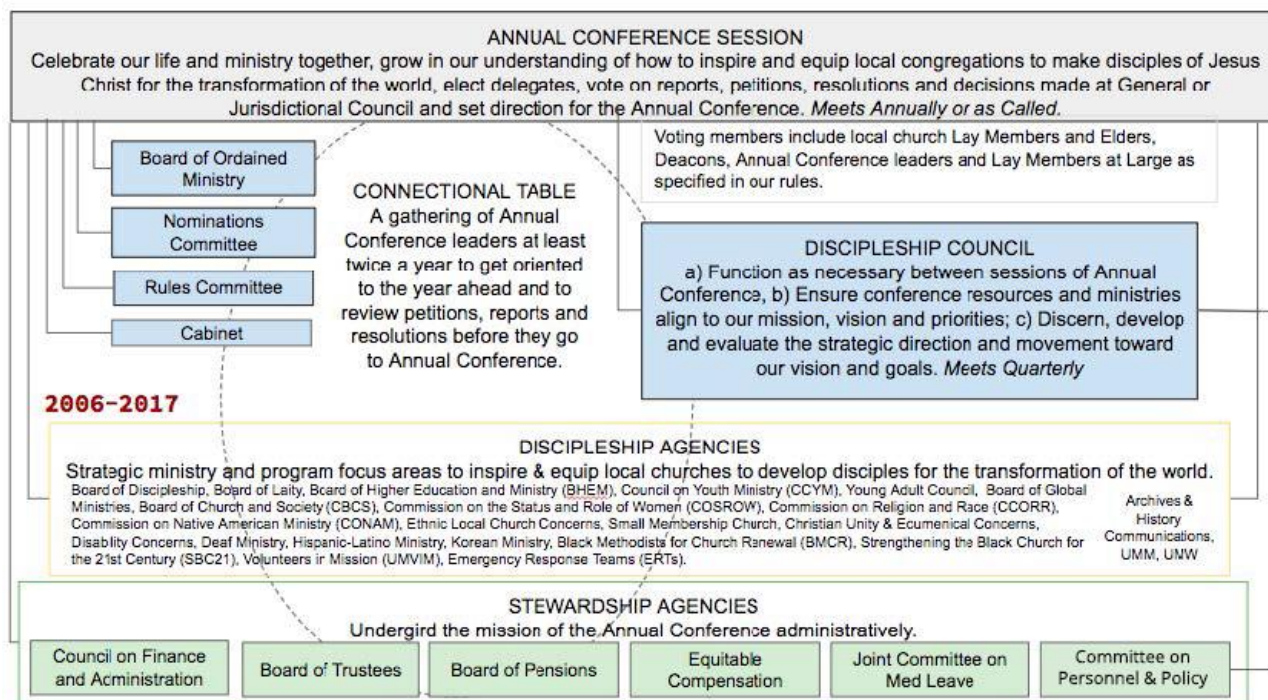 ANNUAL CONFERENCE SESSION
Celebrate our life and ministry together, grow in our understanding of how to inspire and equip local congregations to make disciples of Jesus
Christ for the transformation of the world, elect delegates, vote on reports, petitions, resolutions and decisions made at General or
Jurisdictional Council and set direction for the Annual Conference. Meets Annually or as Called.
Voting members include local church Lay Members and Elders,
Deacons, Annual Conference leaders and Lay Members at Large as
specified in our rules.
Board of Ordained
Ministry
Nominations
Committee
Rules Committee
Cabinet
CONNECTIONAL TABLE
A gathering of Annual
Conference leaders at least
twice a year to get oriented
to the year ahead and to
review petitions, reports and
resolutions before they go
to Annual Conference.
DISCIPLESHIP COUNCIL
a) Function as necessary between sessions of Annual
Conference, b) Ensure conference resources and ministries
align to our mission, vision and priorities; c) Discern, develop
and evaluate the strategic direction and movement toward
our vision and goals. Meets Quarterly
2006-2017
DISCIPLESHIP AGENCIES
Strategic ministry and program focus areas to inspire & equip local churches to develop disciples for the transformation of the world.
Board of Discipleship, Board of Laity, Board of Higher Education and Ministry (BHEM), Council on Youth Ministry (CCYM), Young Adult Council, Board of Global
Ministries, Board of Church and Society (CBCS), Commission on the Status and Role of Women (COSROW), Commission on Religion and Race (CCORR),
Commission on Native American Ministry (CONAM), Ethnic Local Church Concerns, Small Membership Church, Christian Unity & Ecumenical Concerns,
Disability Concerns, Deaf Ministry, Hispanic-Latino Ministry, Korean Ministry, Black Methodists for Church Renewal (BMCR), Strengthening the Black Church for
the 21st Century (SBC21), Volunteers in Mission (UMVIM), Emergency Response Teams (ERTs).
Archives &
History
Communications,
UMM, UMW
STEWARDSHIP AGENCIES
Undergird the mission of the Annual Conference administratively.
Council on Finance
and Administration
Board of Trustees
Board of Pensions
Equitable
Compensation
Joint Committee on
Med Leave
Committee on
Personnel & Policy